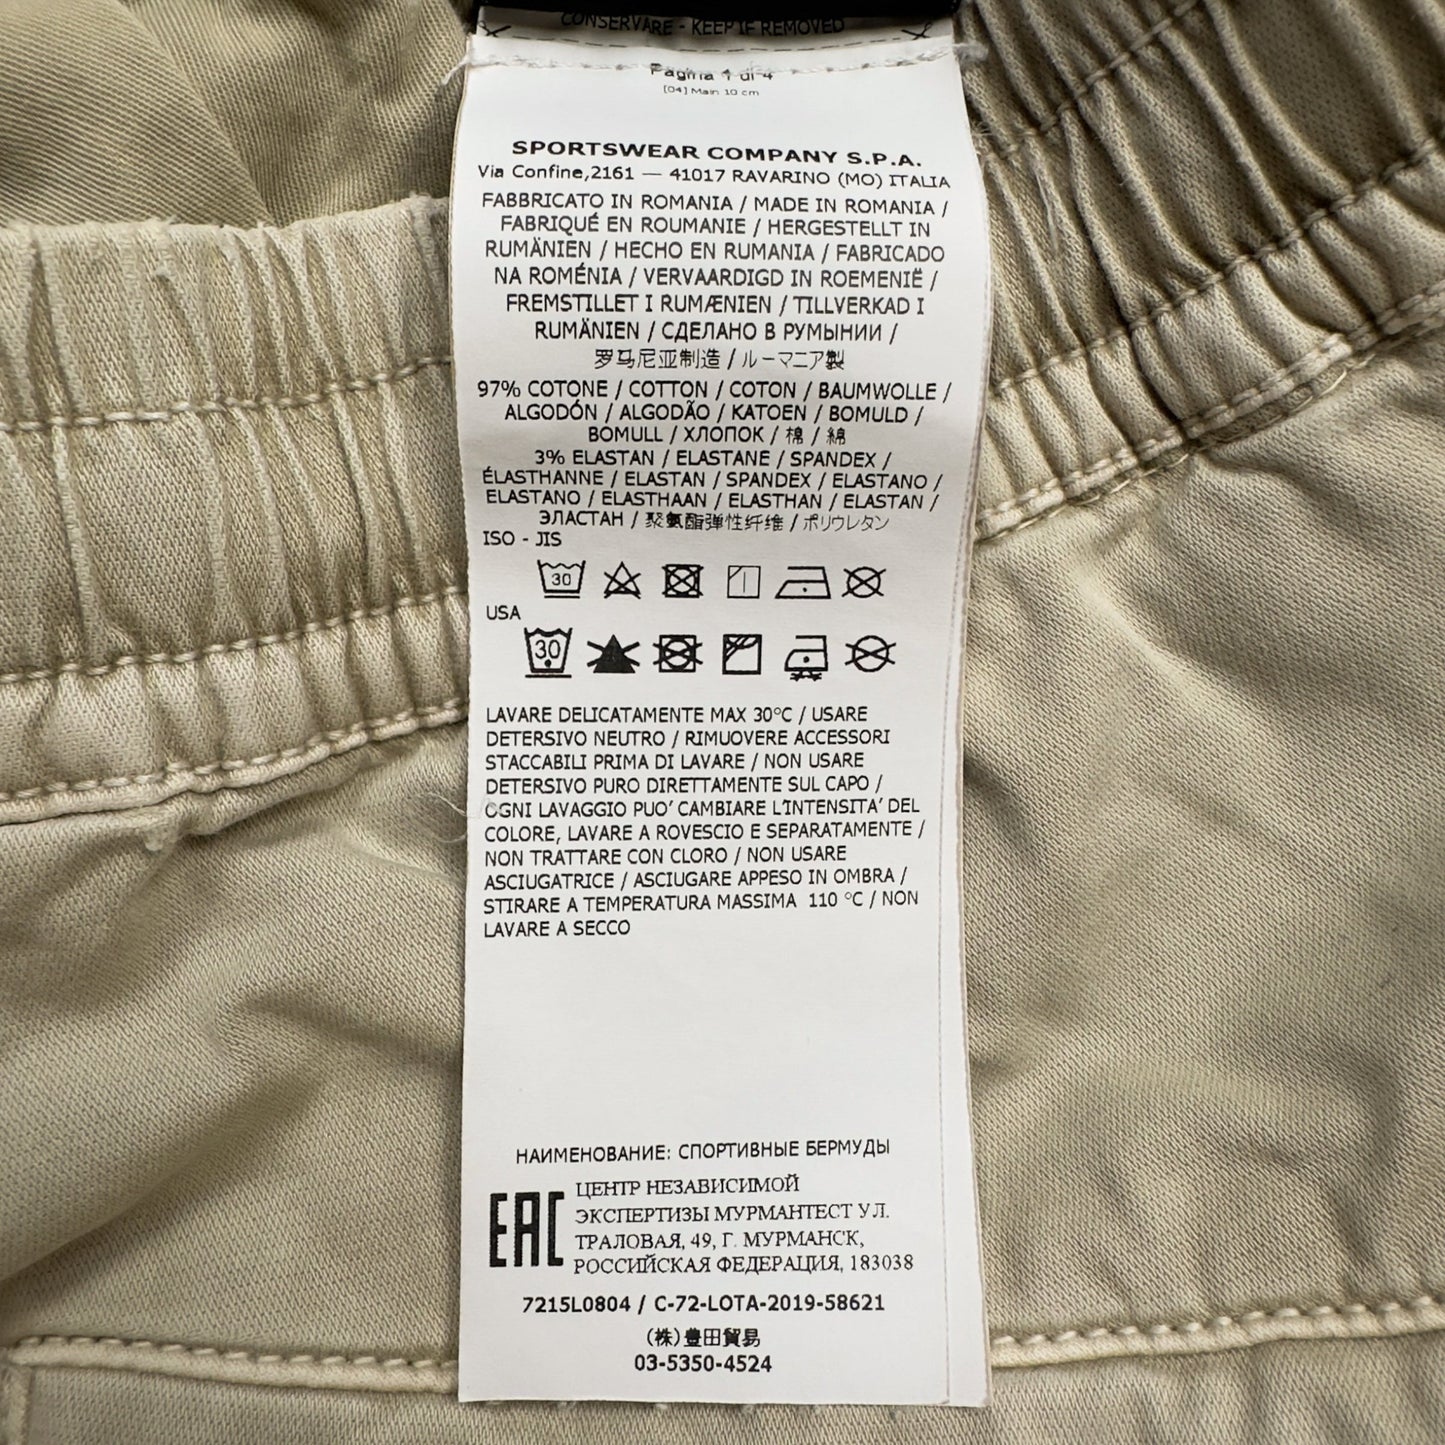 CONSERVARE - KEEP IF REMOVED
Pagina 1 di 4
[04] Main 10 cm
SPORTSWEAR COMPANY S.P.A.
Via Confine,2161 — 41017 RAVARINO (MO) ITALIA
FABBRICATO IN ROMANIA / MADE IN ROMANIA /
FABRIQUÉ EN ROUMANIE / HERGESTELLT IN
RUMÄNIEN / HECHO EN RUMANIA / FABRICADO
NA ROMÉNIA / VERVAARDIGD IN ROEMENIË /
FREMSTILLET I RUMÆNIEN / TILLVERKAD I
RUMÄNIEN / СДЕЛАНО В РУМЫНИИ /
罗马尼亚制造 / ルーマニア製
97% COTONE / COTTON / COTON / BAUMWOLLE /
ALGODÓN / ALGODÃO / KATOEN / BOMULD /
BOMULL / ХЛОПОК / 棉 / 綿
3% ELASTAN / ELASTANE / SPANDEX /
ÉLASTHANNE / ELASTAN / SPANDEX / ELASTANO /
ELASTANO / ELASTHAAN / ELASTHAN / ELASTAN /
ЭЛАСТАН / 聚氨酯弹性纤维 / ポリウレタン
ISO - JIS
30
USA
30
LAVARE DELICATAMENTE MAX 30°C / USARE
DETERSIVO NEUTRO / RIMUOVERE ACCESSORI
STACCABILI PRIMA DI LAVARE / NON USARE
DETERSIVO PURO DIRETTAMENTE SUL CAPO /
OGNI LAVAGGIO PUO' CAMBIARE L'INTENSITA' DEL
COLORE, LAVARE A ROVESCIO E SEPARATAMENTE /
NON TRATTARE CON CLORO / NON USARE
ASCIUGATRICE / ASCIUGARE APPESO IN OMBRA /
STIRARE A TEMPERATURA MASSIMA 110 °C / NON
LAVARE A SECCO
НАИМЕНОВАНИЕ: СПОРТИВНЫЕ БЕРМУДЫ
EAC
ЦЕНТР НЕЗАВИСИМОЙ
ЭКСПЕРТИЗЫ МУРМАНТЕСТ УЛ.
ТРАЛОВАЯ, 49, Г. МУРМАНСК,
РОССИЙСКАЯ ФЕДЕРАЦИЯ, 183038
7215L0804 / C-72-LOTA-2019-58621
(株)豊田貿易
03-5350-4524